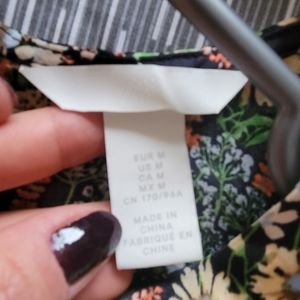 EUR M
US M
CA M
MX M
CN 170/96A
MADE IN
CHINA
FABRIQUÉ EN
CHINE